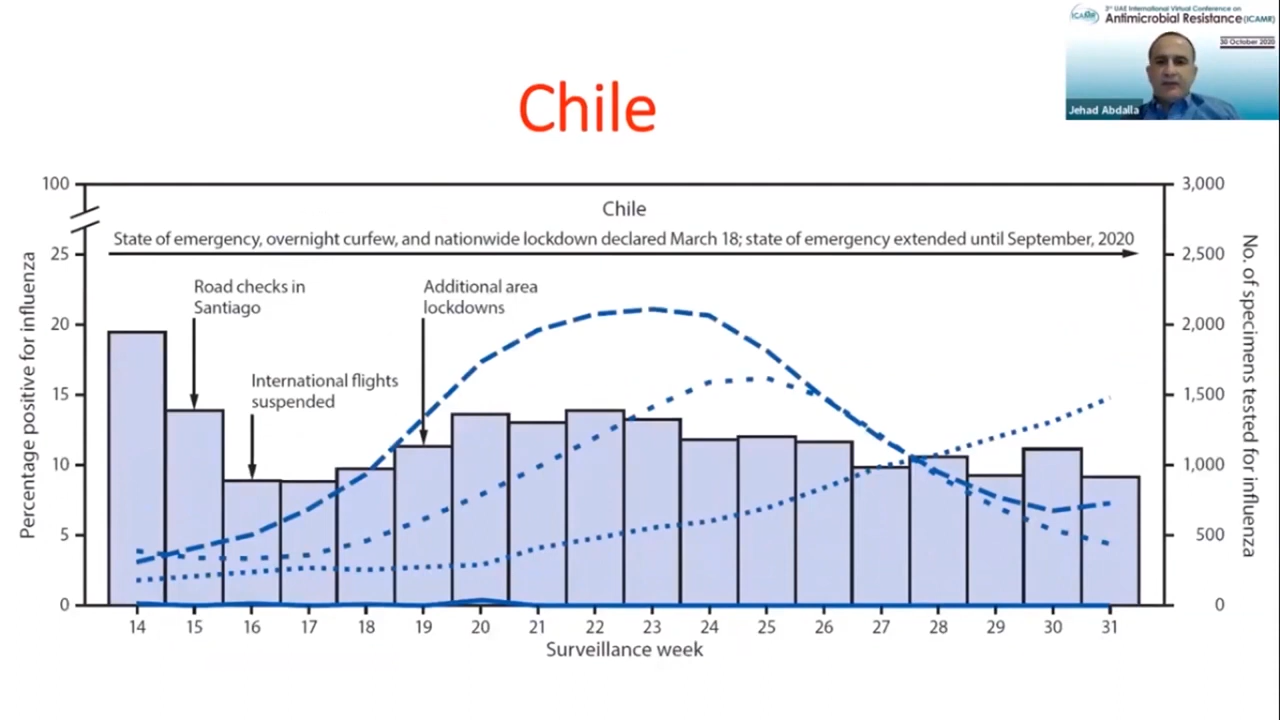 ICAMR
3rd UAE International Virtual Conference on
Antimicrobial Resistance (ICAMR)
30 October 2020
Jehad Abdalla
Chile
Chile
State of emergency, overnight curfew, and nationwide lockdown declared March 18; state of emergency extended until September, 2020
Road checks in
Santiago
International flights
suspended
Additional area
lockdowns
Percentage positive for influenza
100
25
20
15
10
5
0
3,000
2,500
2,000
1,500
1,000
500
0
No. of specimens tested for influenza
14 15 16 17 18 19 20 21 22 23 24 25 26 27 28 29 30 31
Surveillance week